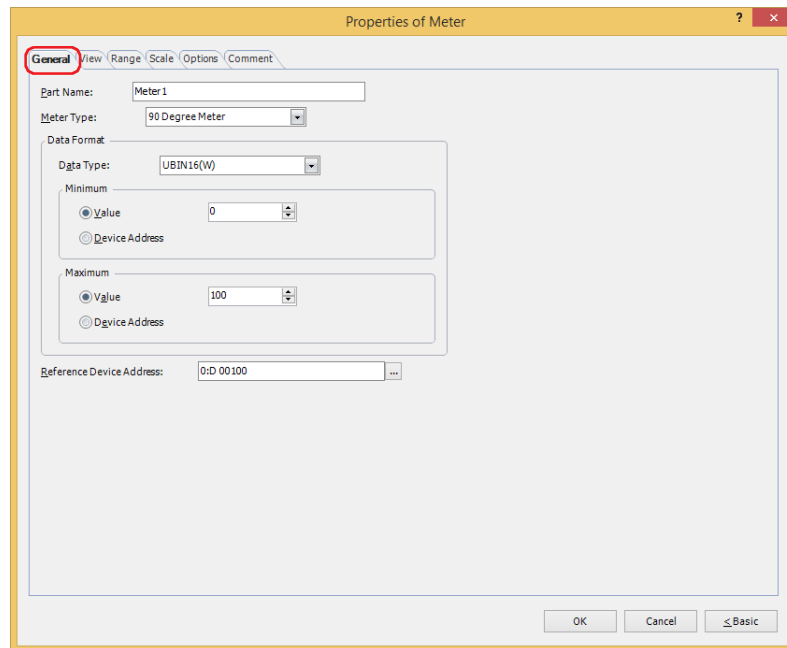 Properties of Meter ?
General View Range Scale Options Comment
Part Name: Meter1
Meter Type: 90 Degree Meter
Data Format
Data Type: UBIN16(W)
Minimum
Value 0
Device Address
Maximum
Value 100
Device Address
Reference Device Address: 0:D 00100 ...
OK Cancel < Basic